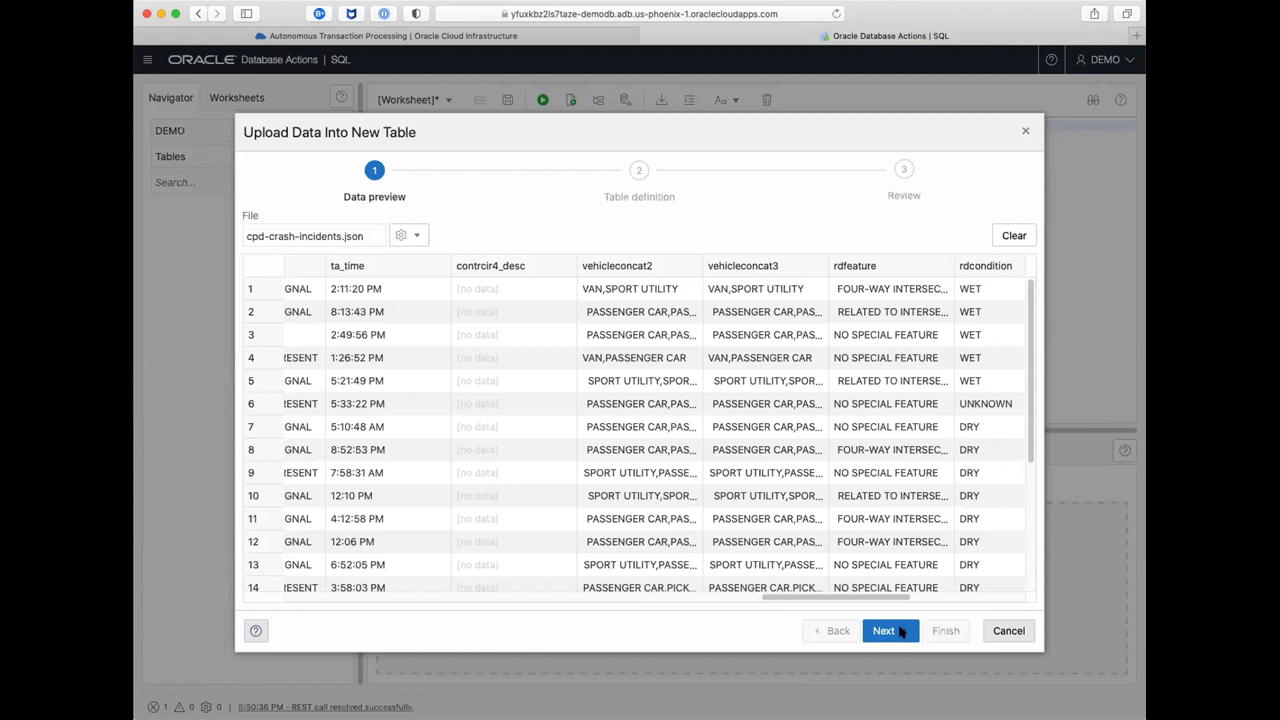 yfuxkbz2ls7taze-demodb.adb.us-phoenix-1.oraclecloudapps.com
Autonomous Transaction Processing | Oracle Cloud Infrastructure
Oracle Database Actions | SQL
ORACLE Database Actions | SQL
DEMO
Navigator Worksheets
[Worksheet]*
Aa
DEMO
Tables
Search...
Upload Data Into New Table
1 2 3
Data preview Table definition Review
File
cpd-crash-incidents.json
Clear
ta_time contrcir4_desc vehicleconcat2 vehicleconcat3 rdfeature rdcondition
1 GNAL 2:11:20 PM [no data] VAN,SPORT UTILITY VAN,SPORT UTILITY FOUR-WAY INTERSEC... WET
2 GNAL 8:13:43 PM [no data] PASSENGER CAR,PAS... PASSENGER CAR,PAS... RELATED TO INTERSE... WET
3 2:49:56 PM [no data] PASSENGER CAR,PAS... PASSENGER CAR,PAS... NO SPECIAL FEATURE WET
4 RESENT 1:26:52 PM [no data] VAN,PASSENGER CAR VAN,PASSENGER CAR NO SPECIAL FEATURE WET
5 GNAL 5:21:49 PM [no data] SPORT UTILITY,SPOR... SPORT UTILITY,SPOR... RELATED TO INTERSE... WET
6 RESENT 5:33:22 PM [no data] PASSENGER CAR,PAS... PASSENGER CAR,PAS... NO SPECIAL FEATURE UNKNOWN
7 GNAL 5:10:48 AM [no data] PASSENGER CAR,PAS... PASSENGER CAR,PAS... NO SPECIAL FEATURE DRY
8 GNAL 8:52:53 PM [no data] PASSENGER CAR,PAS... PASSENGER CAR,PAS... FOUR-WAY INTERSEC... DRY
9 RESENT 7:58:31 AM [no data] SPORT UTILITY,PASSE... SPORT UTILITY,PASSE... NO SPECIAL FEATURE DRY
10 GNAL 12:10 PM [no data] SPORT UTILITY,SPOR... SPORT UTILITY,SPOR... RELATED TO INTERSE... DRY
11 GNAL 4:12:58 PM [no data] PASSENGER CAR,PAS... PASSENGER CAR,PAS... FOUR-WAY INTERSEC... DRY
12 GNAL 12:06 PM [no data] PASSENGER CAR,PAS... PASSENGER CAR,PAS... FOUR-WAY INTERSEC... DRY
13 GNAL 6:52:05 PM [no data] SPORT UTILITY,PASSE... SPORT UTILITY,PASSE... NO SPECIAL FEATURE DRY
14 RESENT 3:58:03 PM [no data] PASSENGER CAR,PICK... PASSENGER CAR,PICK... NO SPECIAL FEATURE DRY
Back Next Finish Cancel
1 0 0 | 6:50:36 PM - REST call resolved successfully.